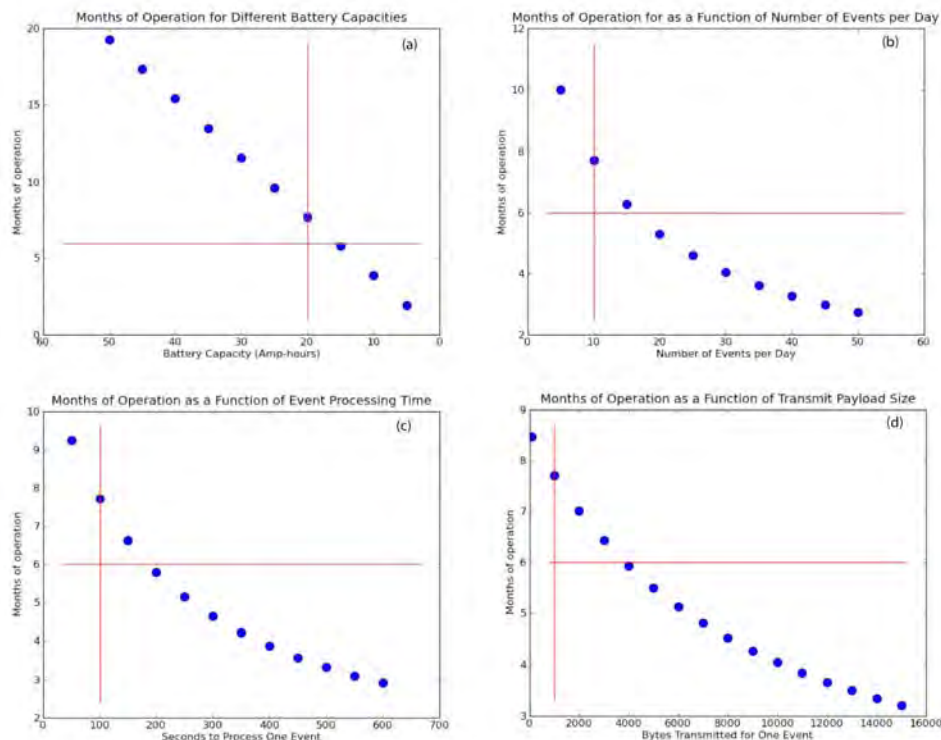 Months of Operation for Different Battery Capacities
(a)
Months of operation
20
15
10
5
0
60 50 40 30 20 10 0
Battery Capacity (Amp-hours)
Months of Operation for as a Function of Number of Events per Day
(b)
Months of operation
12
10
8
6
4
2
0 10 20 30 40 50 60
Number of Events per Day
Months of Operation as a Function of Event Processing Time
(c)
Months of operation
10
9
8
7
6
5
4
3
2
0 100 200 300 400 500 600 700
Seconds to Process One Event
Months of Operation as a Function of Transmit Payload Size
(d)
Months of operation
9
8
7
6
5
4
3
0 2000 4000 6000 8000 10000 12000 14000 16000
Bytes Transmitted for One Event